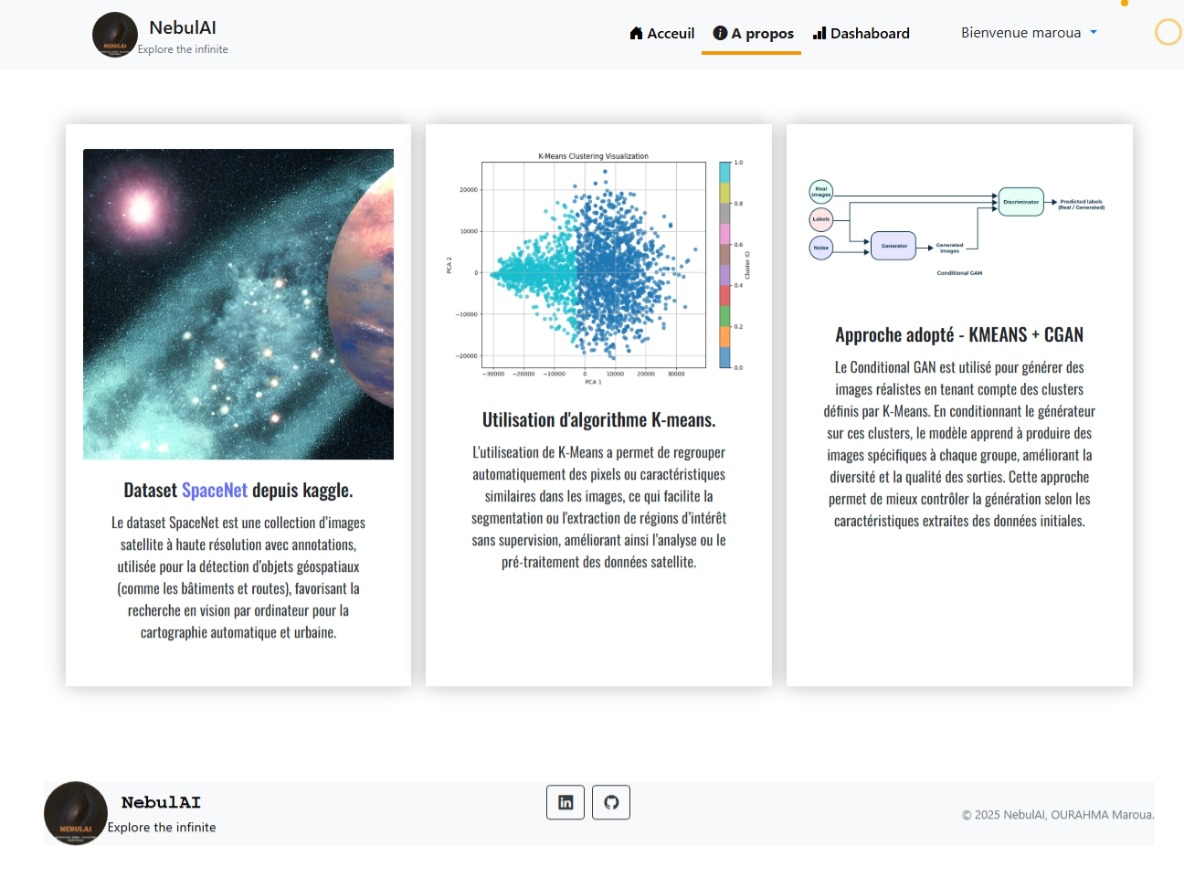 NebulAI
Explore the infinite
Acceuil
A propos
Dashaboard
Bienvenue maroua
NEBULAI
Dataset SpaceNet depuis kaggle.
Le dataset SpaceNet est une collection d'images
satellite à haute résolution avec annotations,
utilisée pour la détection d'objets géospatiaux
(comme les bâtiments et routes), favorisant la
recherche en vision par ordinateur pour la
cartographie automatique et urbaine.
K-Means Clustering Visualization
PCA 2
20000
10000
0
−10000
−20000
−30000 −20000 −10000 0 10000 20000 30000
PCA 1
1.0
0.8
0.6
0.4
0.2
0.0
Cluster ID
Utilisation d'algorithme K-means.
L'utiliseation de K-Means a permet de regrouper
automatiquement des pixels ou caractéristiques
similaires dans les images, ce qui facilite la
segmentation ou l'extraction de régions d'intérêt
sans supervision, améliorant ainsi l'analyse ou le
pré-traitement des données satellite.
Real
Images
Labels
Noise
Generator
Generated
images
Discriminator
Predicted labels
(Real / Generated)
Conditional GAN
Approche adopté - KMEANS + CGAN
Le Conditional GAN est utilisé pour générer des
images réalistes en tenant compte des clusters
définis par K-Means. En conditionnant le générateur
sur ces clusters, le modèle apprend à produire des
images spécifiques à chaque groupe, améliorant la
diversité et la qualité des sorties. Cette approche
permet de mieux contrôler la génération selon les
caractéristiques extraites des données initiales.
NEBULAI
NebulAI
Explore the infinite
© 2025 NebulAI, OURAHMA Maroua.